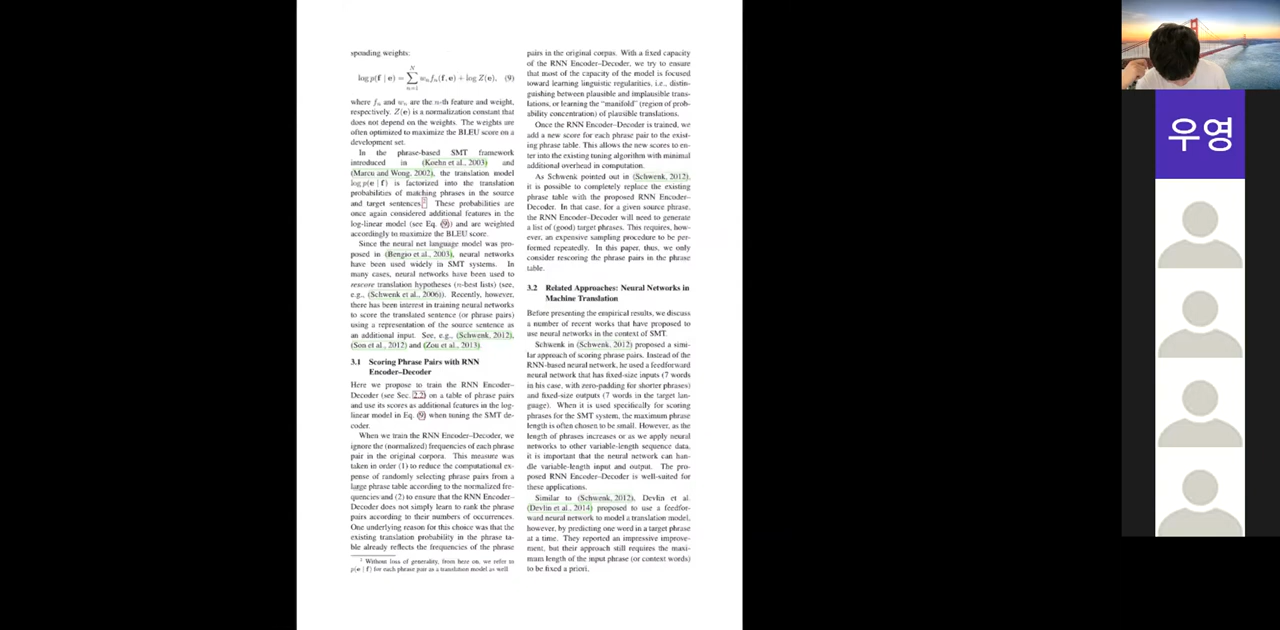 sponding weights:
log p(f | e) = ∑_{n=1}^{N} w_n f_n(f, e) + log Z(e), (9)
where f_n and w_n are the n-th feature and weight,
respectively. Z(e) is a normalization constant that
does not depend on the weights. The weights are
often optimized to maximize the BLEU score on a
development set.
In the phrase-based SMT framework
introduced in (Koehn et al., 2003) and
(Marcu and Wong, 2002), the translation model
log p(e | f) is factorized into the translation
probabilities of matching phrases in the source
and target sentences.2 These probabilities are
once again considered additional features in the
log-linear model (see Eq. (9)) and are weighted
accordingly to maximize the BLEU score.
Since the neural net language model was pro-
posed in (Bengio et al., 2003), neural networks
have been used widely in SMT systems. In
many cases, neural networks have been used to
rescore translation hypotheses (n-best lists) (see,
e.g., (Schwenk et al., 2006)). Recently, however,
there has been interest in training neural networks
to score the translated sentence (or phrase pairs)
using a representation of the source sentence as
an additional input. See, e.g., (Schwenk, 2012),
(Son et al., 2012) and (Zou et al., 2013).
3.1 Scoring Phrase Pairs with RNN
Encoder–Decoder
Here we propose to train the RNN Encoder–
Decoder (see Sec. 2.2) on a table of phrase pairs
and use its scores as additional features in the log-
linear model in Eq. (9) when tuning the SMT de-
coder.
When we train the RNN Encoder–Decoder, we
ignore the (normalized) frequencies of each phrase
pair in the original corpora. This measure was
taken in order (1) to reduce the computational ex-
pense of randomly selecting phrase pairs from a
large phrase table according to the normalized fre-
quencies and (2) to ensure that the RNN Encoder–
Decoder does not simply learn to rank the phrase
pairs according to their numbers of occurrences.
One underlying reason for this choice was that the
existing translation probability in the phrase ta-
ble already reflects the frequencies of the phrase
2 Without loss of generality, from here on, we refer to
p(e | f) for each phrase pair as a translation model as well
pairs in the original corpus. With a fixed capacity
of the RNN Encoder–Decoder, we try to ensure
that most of the capacity of the model is focused
toward learning linguistic regularities, i.e., distin-
guishing between plausible and implausible trans-
lations, or learning the “manifold” (region of prob-
ability concentration) of plausible translations.
Once the RNN Encoder–Decoder is trained, we
add a new score for each phrase pair to the exist-
ing phrase table. This allows the new scores to en-
ter into the existing tuning algorithm with minimal
additional overhead in computation.
As Schwenk pointed out in (Schwenk, 2012),
it is possible to completely replace the existing
phrase table with the proposed RNN Encoder–
Decoder. In that case, for a given source phrase,
the RNN Encoder–Decoder will need to generate
a list of (good) target phrases. This requires, how-
ever, an expensive sampling procedure to be per-
formed repeatedly. In this paper, thus, we only
consider rescoring the phrase pairs in the phrase
table.
3.2 Related Approaches: Neural Networks in
Machine Translation
Before presenting the empirical results, we discuss
a number of recent works that have proposed to
use neural networks in the context of SMT.
Schwenk in (Schwenk, 2012) proposed a simi-
lar approach of scoring phrase pairs. Instead of the
RNN-based neural network, he used a feedforward
neural network that has fixed-size inputs (7 words
in his case, with zero-padding for shorter phrases)
and fixed-size outputs (7 words in the target lan-
guage). When it is used specifically for scoring
phrases for the SMT system, the maximum phrase
length is often chosen to be small. However, as the
length of phrases increases or as we apply neural
networks to other variable-length sequence data,
it is important that the neural network can han-
dle variable-length input and output. The pro-
posed RNN Encoder–Decoder is well-suited for
these applications.
Similar to (Schwenk, 2012), Devlin et al.
(Devlin et al., 2014) proposed to use a feedfor-
ward neural network to model a translation model,
however, by predicting one word in a target phrase
at a time. They reported an impressive improve-
ment, but their approach still requires the maxi-
mum length of the input phrase (or context words)
to be fixed a priori.
우영